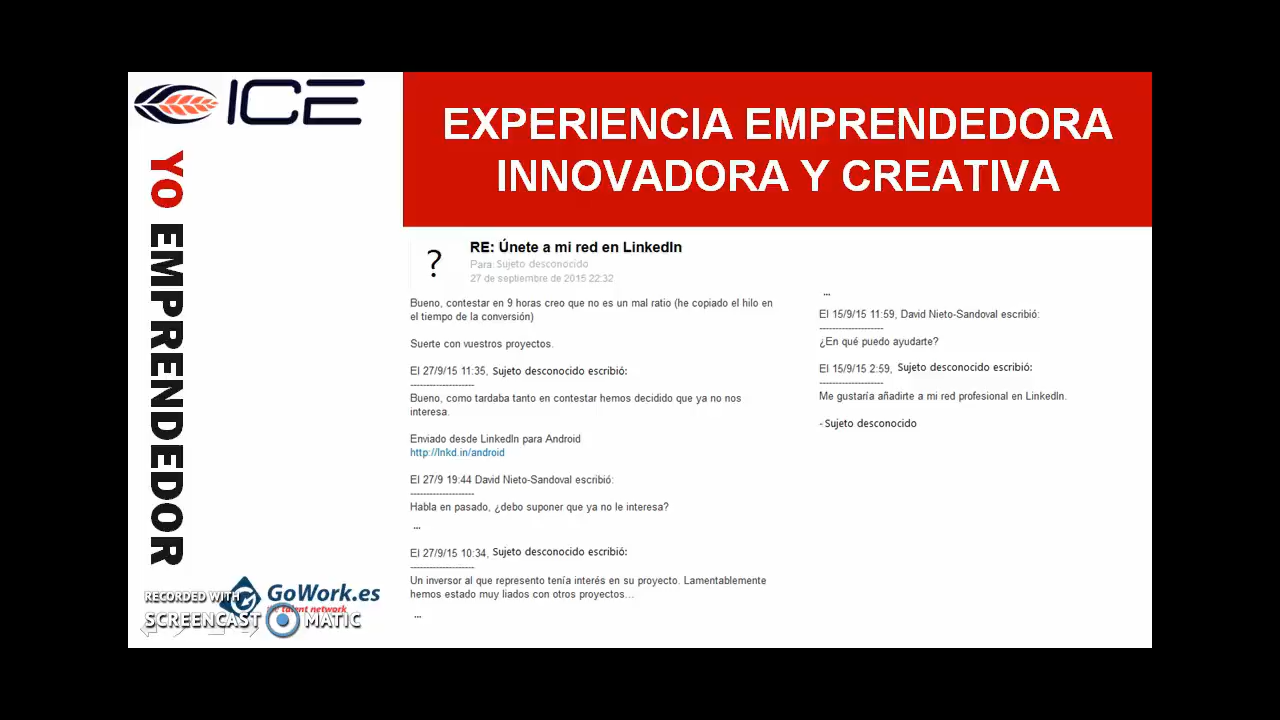 ICE
YO EMPRENDEDOR
EXPERIENCIA EMPRENDEDORA
INNOVADORA Y CREATIVA
?
RE: Únete a mi red en LinkedIn
Para: Sujeto desconocido
27 de septiembre de 2015 22:32
Bueno, contestar en 9 horas creo que no es un mal ratio (he copiado el hilo en
el tiempo de la conversión)
Suerte con vuestros proyectos.
El 27/9/15 11:35, Sujeto desconocido escribió:
--------------------
Bueno, como tardaba tanto en contestar hemos decidido que ya no nos
interesa.
Enviado desde LinkedIn para Android
http://lnkd.in/android
El 27/9 19:44 David Nieto-Sandoval escribió:
--------------------
Habla en pasado, ¿debo suponer que ya no le interesa?
...
El 27/9/15 10:34, Sujeto desconocido escribió:
--------------------
Un inversor al que represento tenía interés en su proyecto. Lamentablemente
hemos estado muy liados con otros proyectos...
...
...
El 15/9/15 11:59, David Nieto-Sandoval escribió:
--------------------
¿En qué puedo ayudarte?
El 15/9/15 2:59, Sujeto desconocido escribió:
--------------------
Me gustaría añadirte a mi red profesional en LinkedIn.
- Sujeto desconocido
GoWork.es
talent network
RECORDED WITH
SCREENCAST MATIC